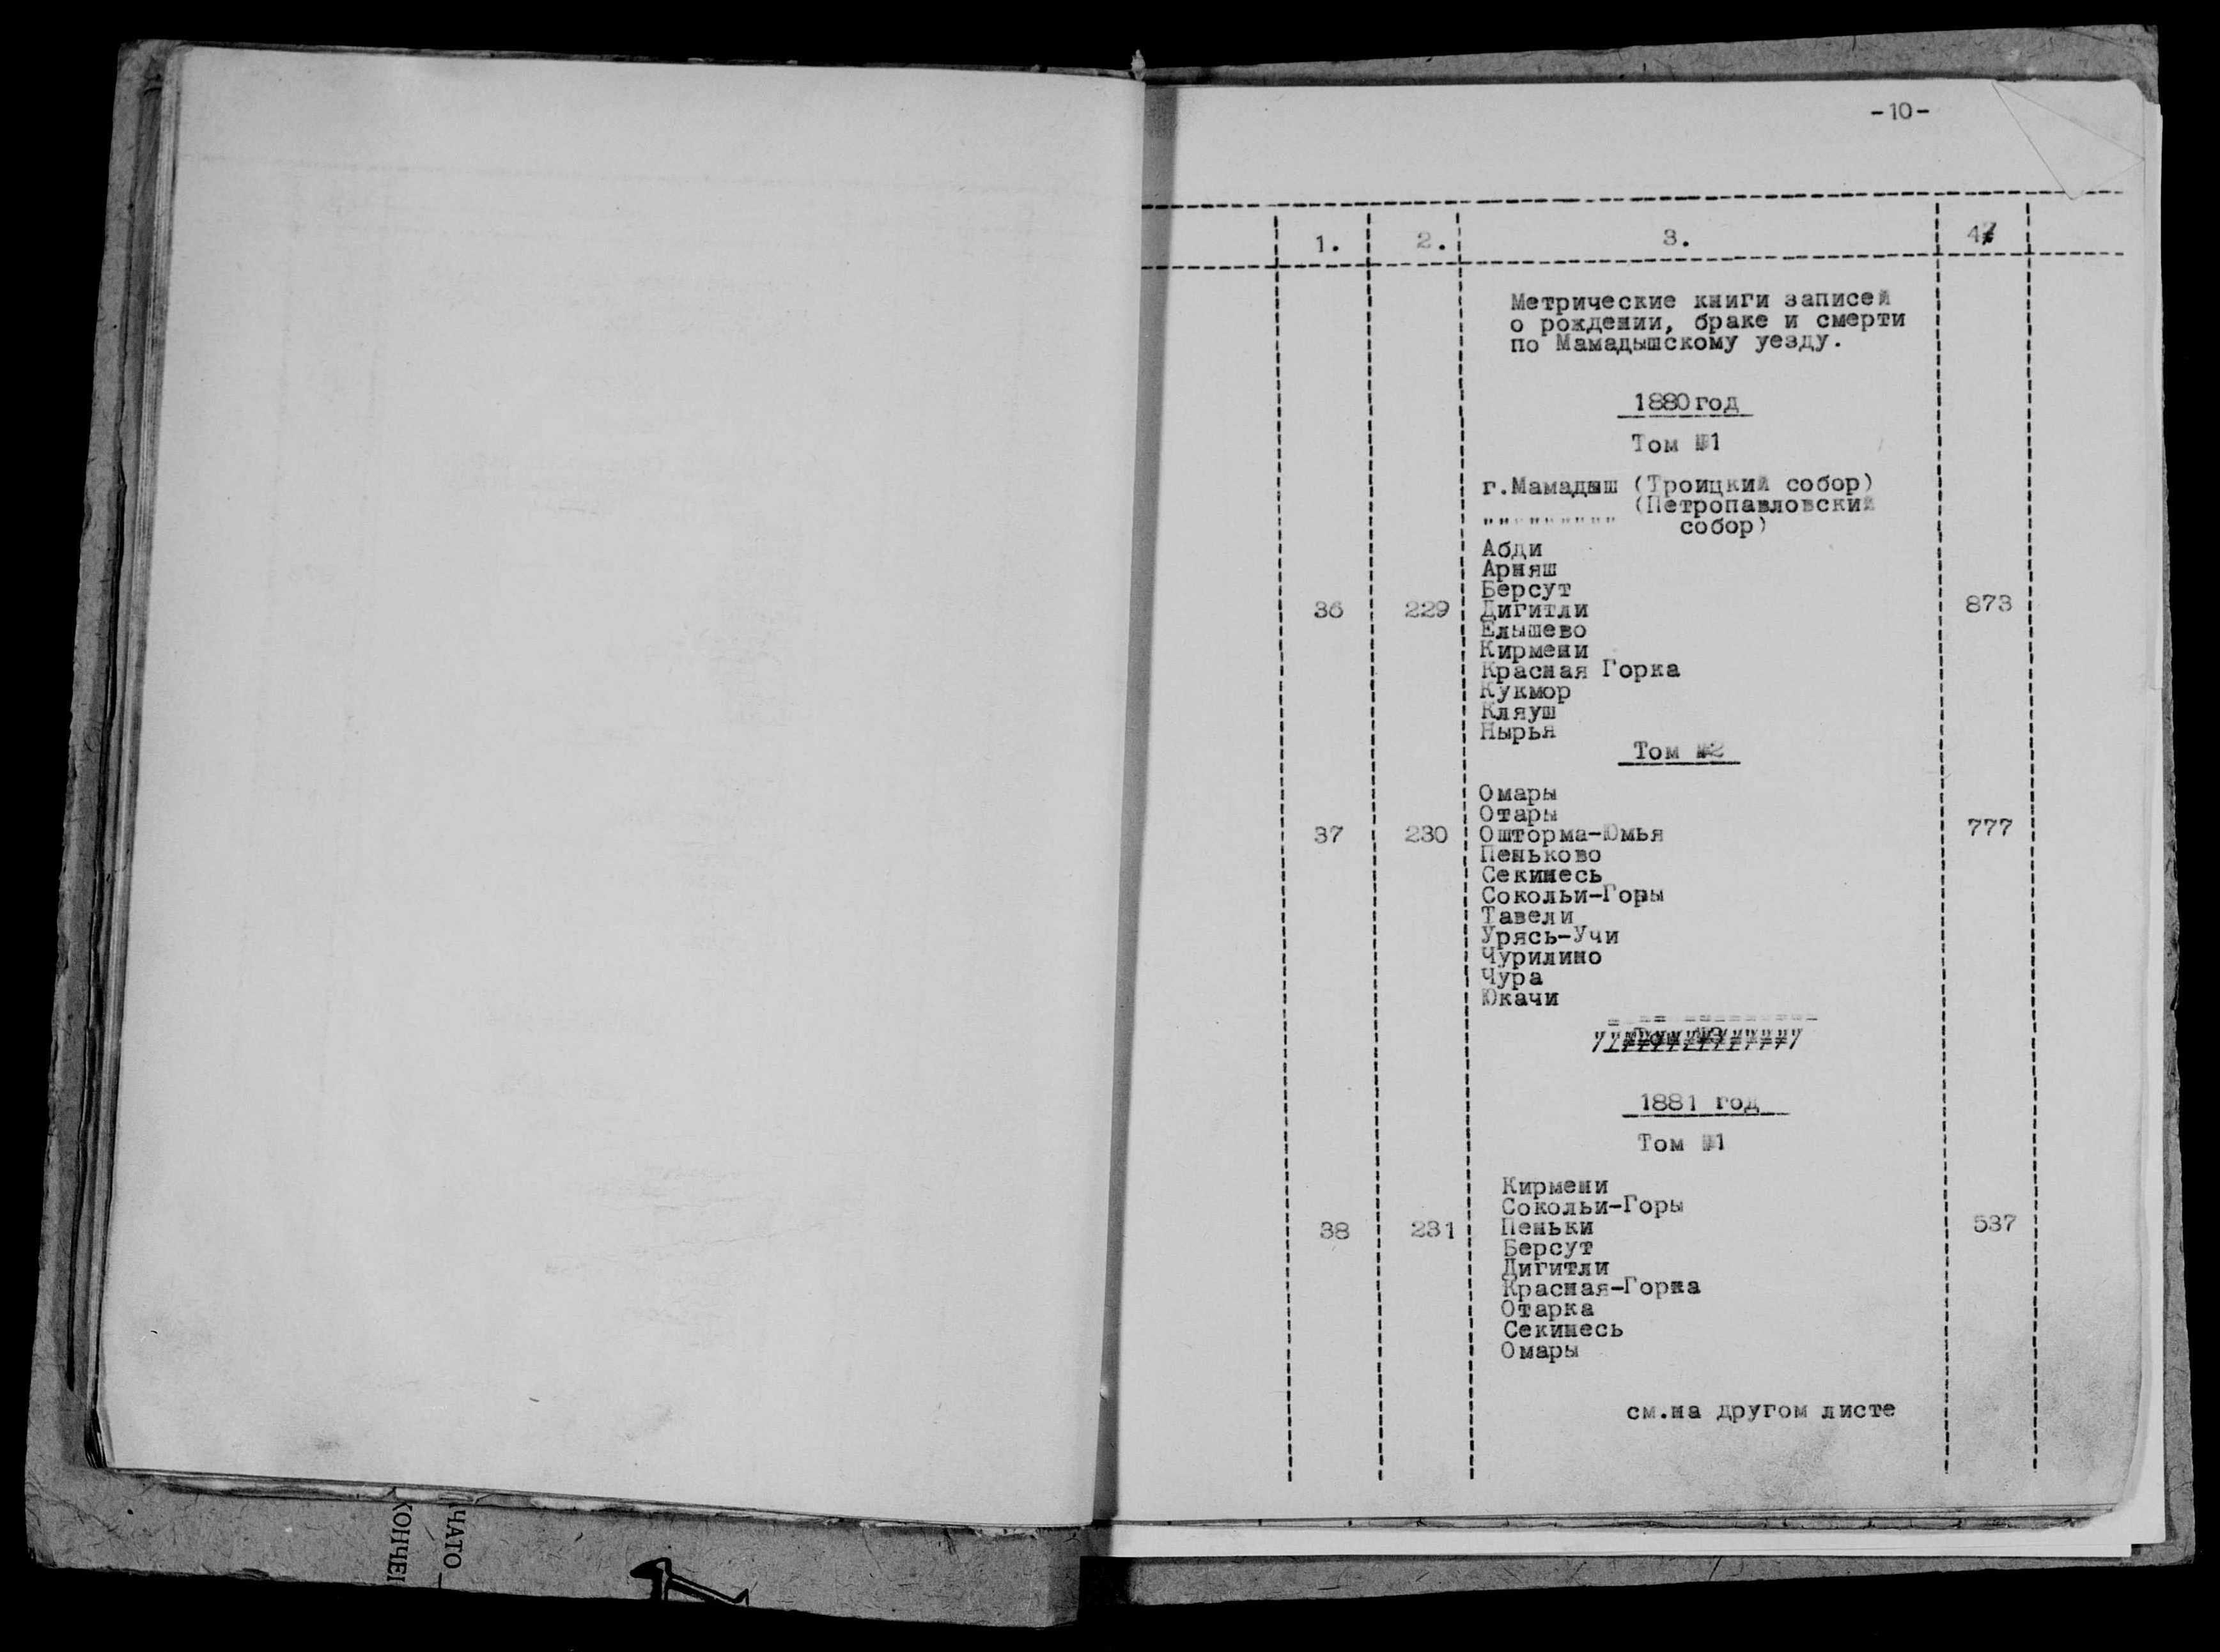 -10-
1. 2. 3. 4
Метрические книги записей
о рождении, браке и смерти
по Мамадышскому уезду.
1880 год
Том №1
г.Мамадыш (Троицкий собор)
"""""""""" (Петропавловский
собор)
Абди
Арняш
Берсут
36 229 Дигитли 873
Елышево
Кирмени
Красная Горка
Кукмор
Кляуш
Нырья
Том №2
Омары
Отары
37 230 Ошторма-Юмья 777
Пеньково
Секинесь
Сокольи-Горы
Тавели
Урясь-Учи
Чурилино
Чура
Юкачи
1881 год
Том №1
Кирмени
Сокольи-Горы
38 231 Пеньки 537
Берсут
Дигитли
Красная-Горка
Отарка
Секинесь
Омары
см.на другом листе
ЧАТО
КОНЧЕ